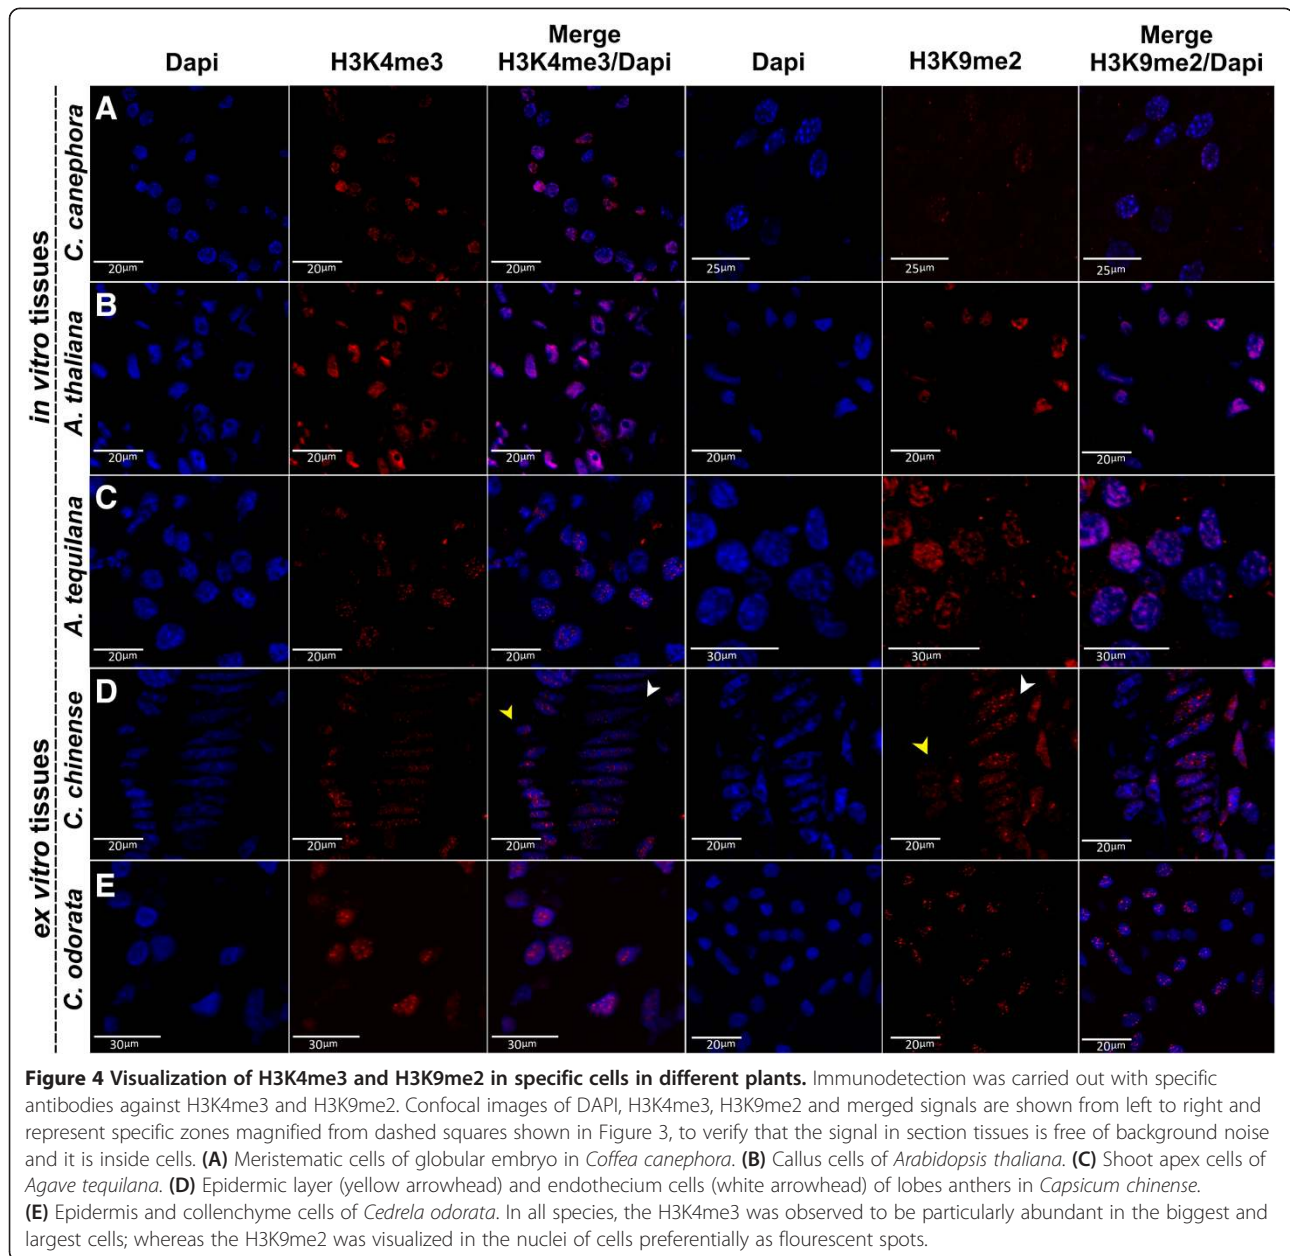 Dapi H3K4me3 Merge H3K4me3/Dapi Dapi H3K9me2 Merge H3K9me2/Dapi
in vitro tissues
ex vitro tissues
A
C. canephora
20µm 20µm 20µm 25µm 25µm 25µm
B
A. thaliana
20µm 20µm 20µm 20µm 20µm 20µm
C
A. tequilana
20µm 20µm 20µm 30µm 30µm 30µm
D
C. chinense
20µm 20µm 20µm 20µm 20µm 20µm
E
C. odorata
30µm 30µm 30µm 20µm 20µm 20µm
Figure 4 Visualization of H3K4me3 and H3K9me2 in specific cells in different plants. Immunodetection was carried out with specific
antibodies against H3K4me3 and H3K9me2. Confocal images of DAPI, H3K4me3, H3K9me2 and merged signals are shown from left to right and
represent specific zones magnified from dashed squares shown in Figure 3, to verify that the signal in section tissues is free of background noise
and it is inside cells. (A) Meristematic cells of globular embryo in Coffea canephora. (B) Callus cells of Arabidopsis thaliana. (C) Shoot apex cells of
Agave tequilana. (D) Epidermic layer (yellow arrowhead) and endothecium cells (white arrowhead) of lobes anthers in Capsicum chinense.
(E) Epidermis and collenchyme cells of Cedrela odorata. In all species, the H3K4me3 was observed to be particularly abundant in the biggest and
largest cells; whereas the H3K9me2 was visualized in the nuclei of cells preferentially as flourescent spots.